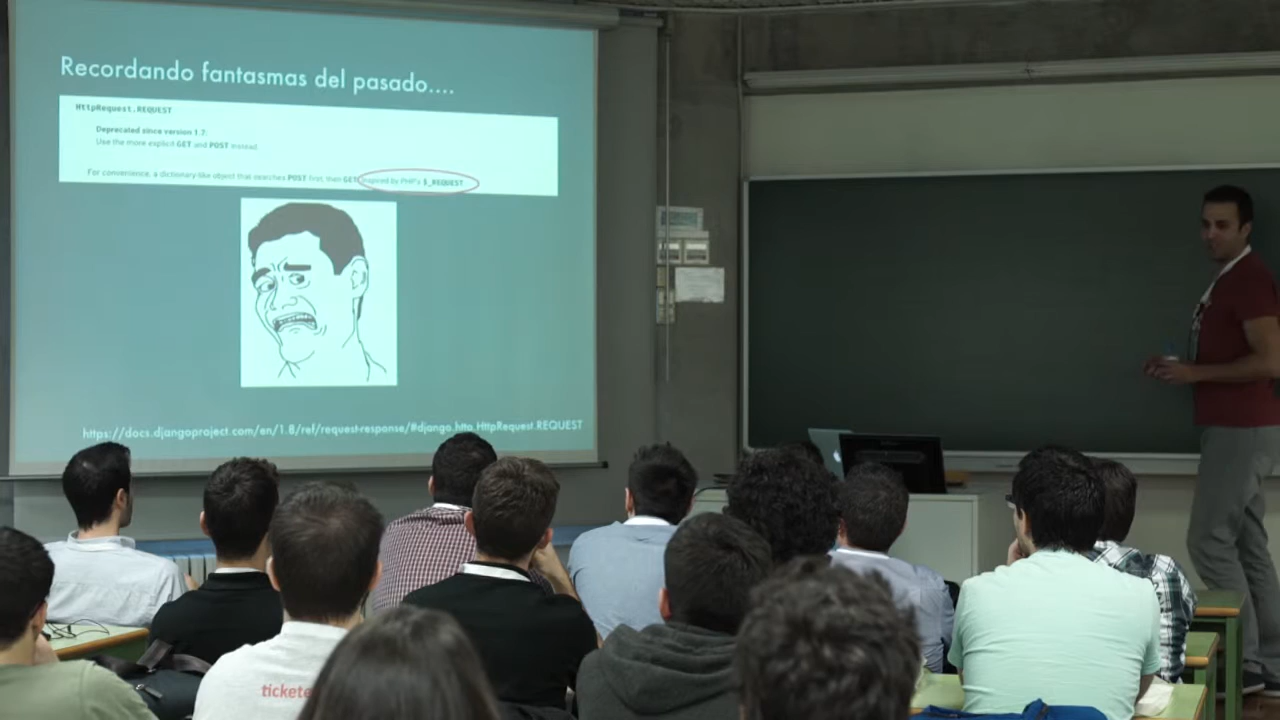 Recordando fantasmas del pasado....
HttpRequest.REQUEST
Deprecated since version 1.7:
Use the more explicit GET and POST instead.
For convenience, a dictionary-like object that searches POST first, then GET inspired by PHP's $_REQUEST
https://docs.djangoproject.com/en/1.8/ref/request-response/#django.http.HttpRequest.REQUEST
tickete